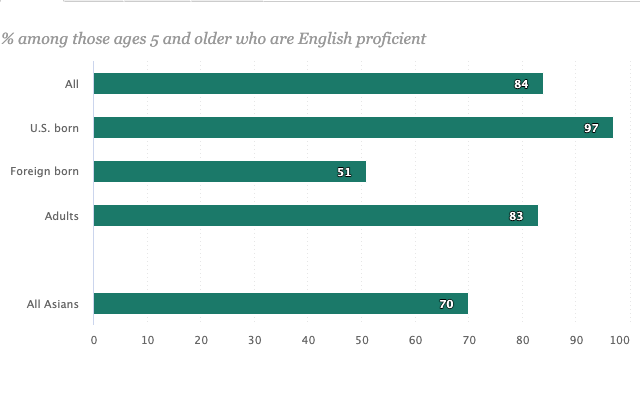 % among those ages 5 and older who are English proficient
All 84
U.S. born 97
Foreign born 51
Adults 83
All Asians 70
0 10 20 30 40 50 60 70 80 90 100